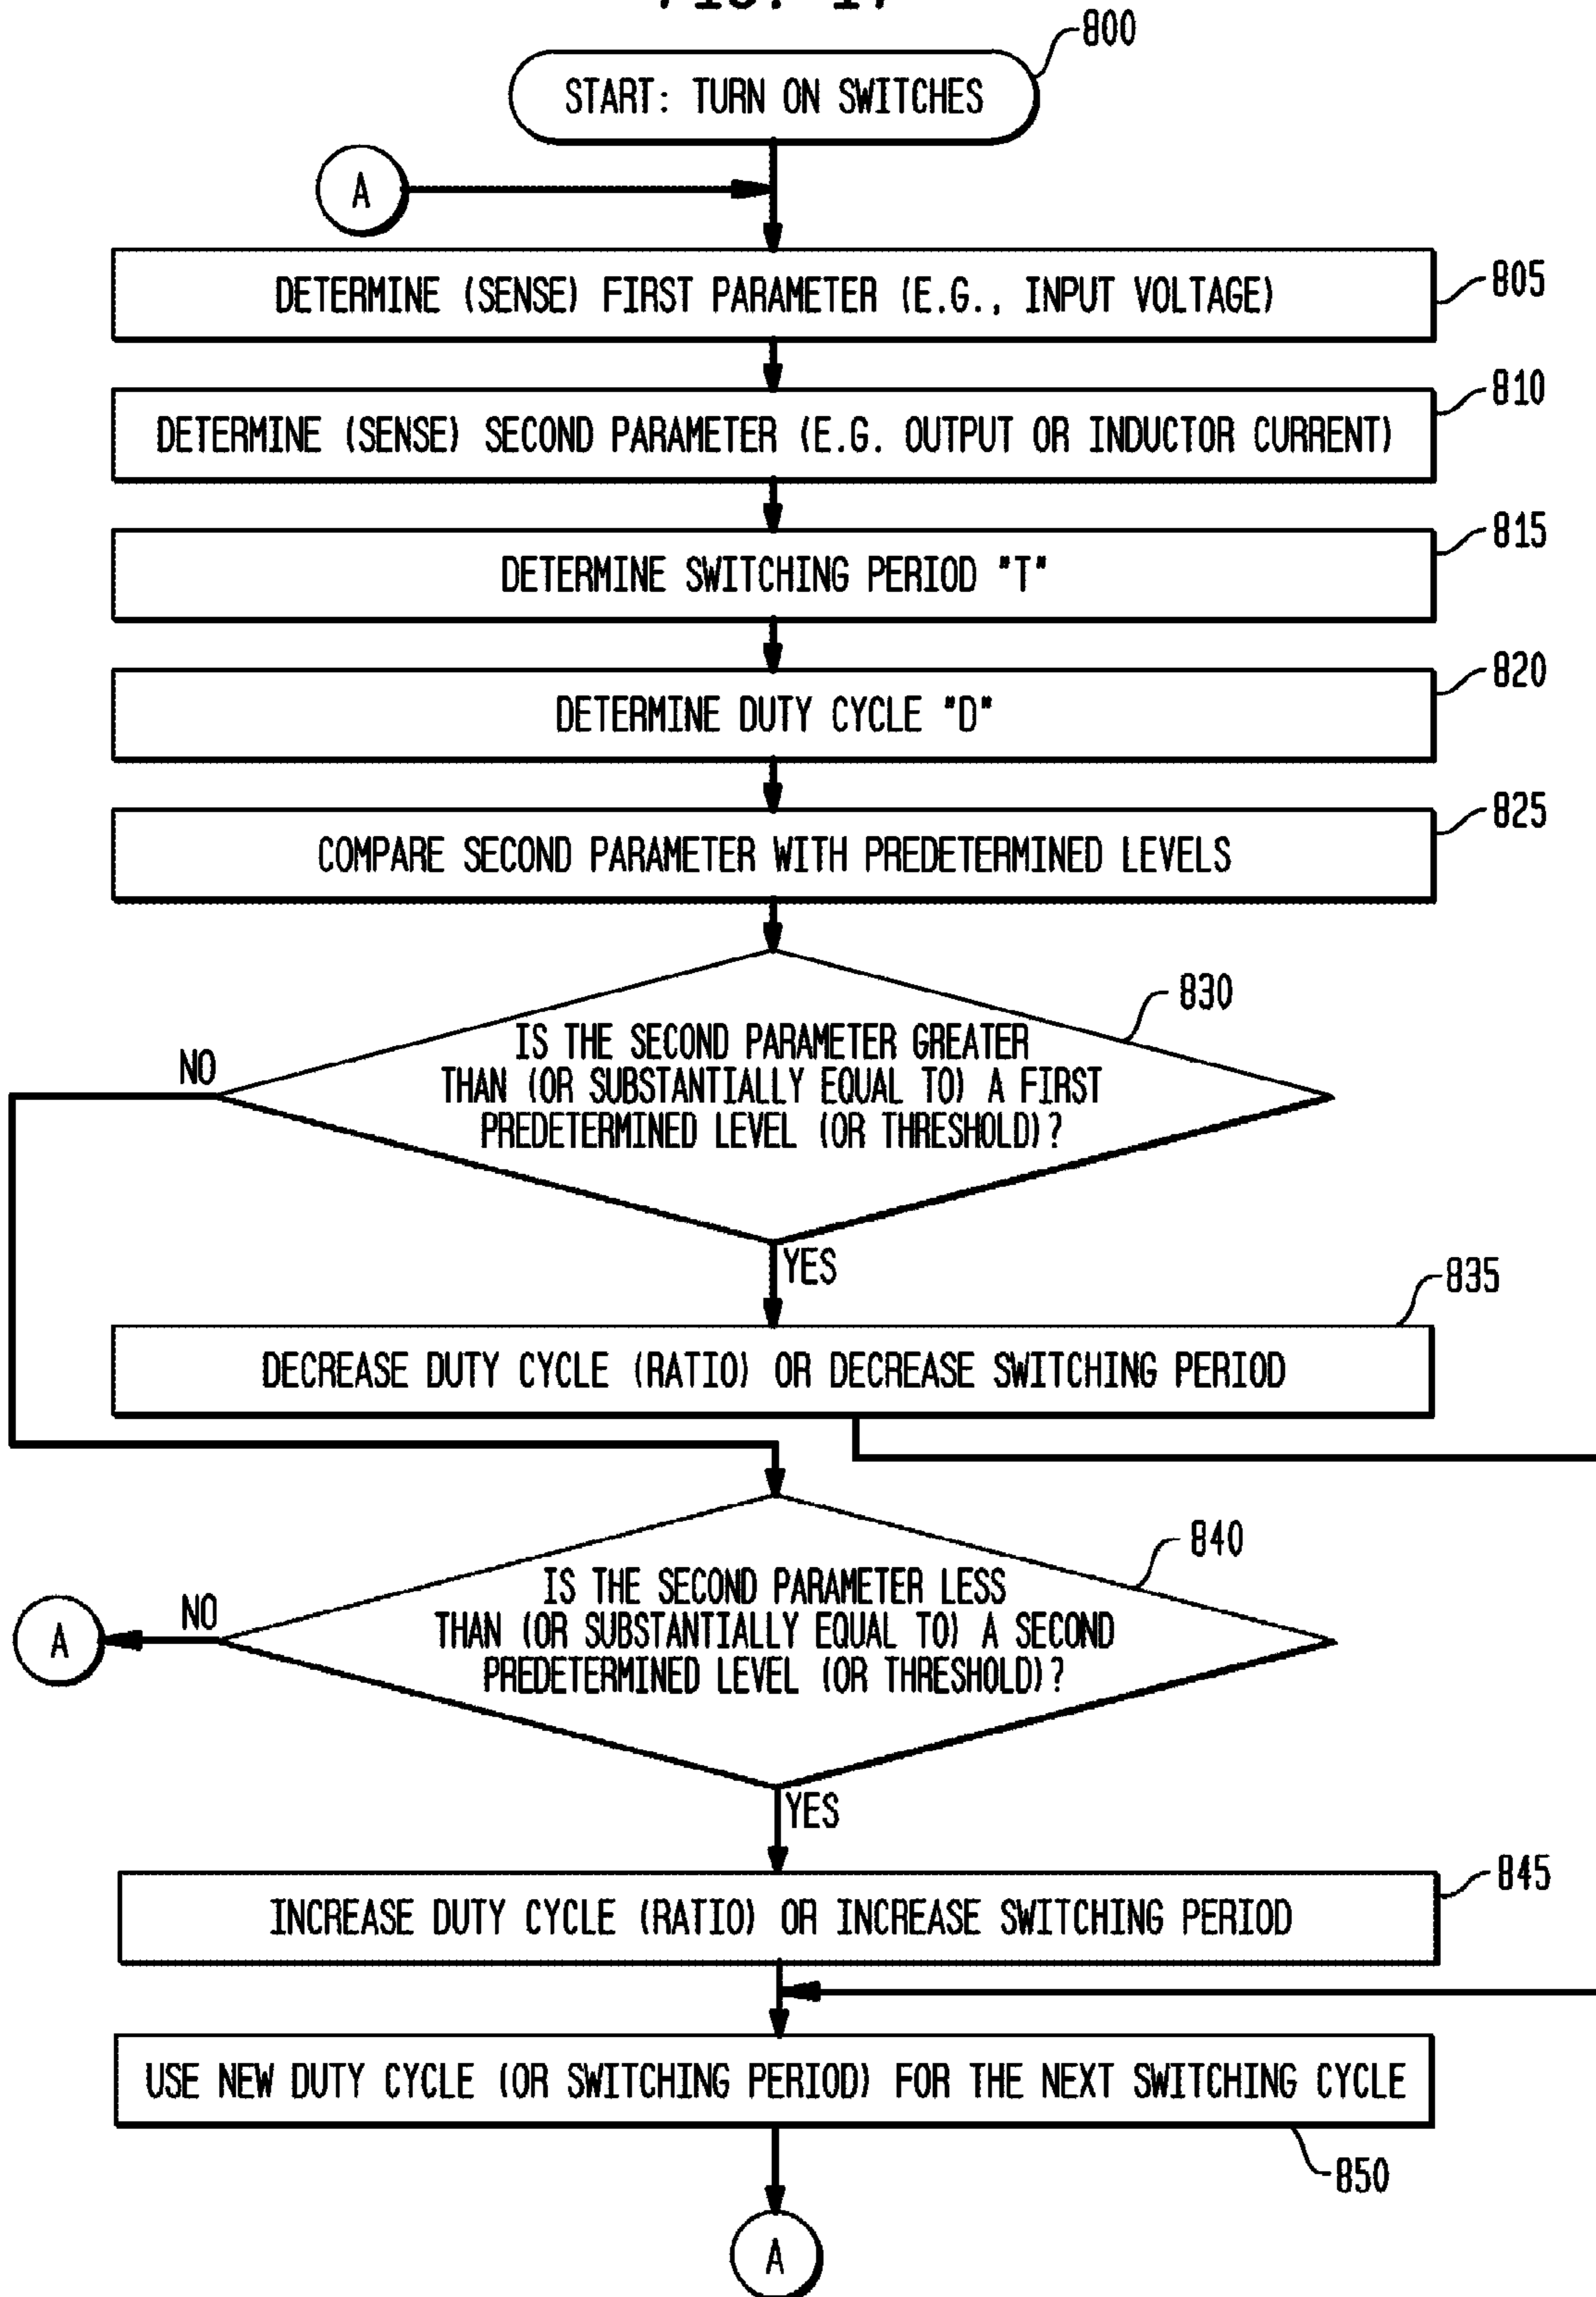 800
START: TURN ON SWITCHES
A
DETERMINE (SENSE) FIRST PARAMETER (E.G., INPUT VOLTAGE)
805
DETERMINE (SENSE) SECOND PARAMETER (E.G. OUTPUT OR INDUCTOR CURRENT)
810
DETERMINE SWITCHING PERIOD "T"
815
DETERMINE DUTY CYCLE "D"
820
COMPARE SECOND PARAMETER WITH PREDETERMINED LEVELS
825
830
IS THE SECOND PARAMETER GREATER
THAN (OR SUBSTANTIALLY EQUAL TO) A FIRST
PREDETERMINED LEVEL (OR THRESHOLD)?
NO
YES
835
DECREASE DUTY CYCLE (RATIO) OR DECREASE SWITCHING PERIOD
840
IS THE SECOND PARAMETER LESS
THAN (OR SUBSTANTIALLY EQUAL TO) A SECOND
PREDETERMINED LEVEL (OR THRESHOLD)?
NO
A
YES
845
INCREASE DUTY CYCLE (RATIO) OR INCREASE SWITCHING PERIOD
USE NEW DUTY CYCLE (OR SWITCHING PERIOD) FOR THE NEXT SWITCHING CYCLE
850
A